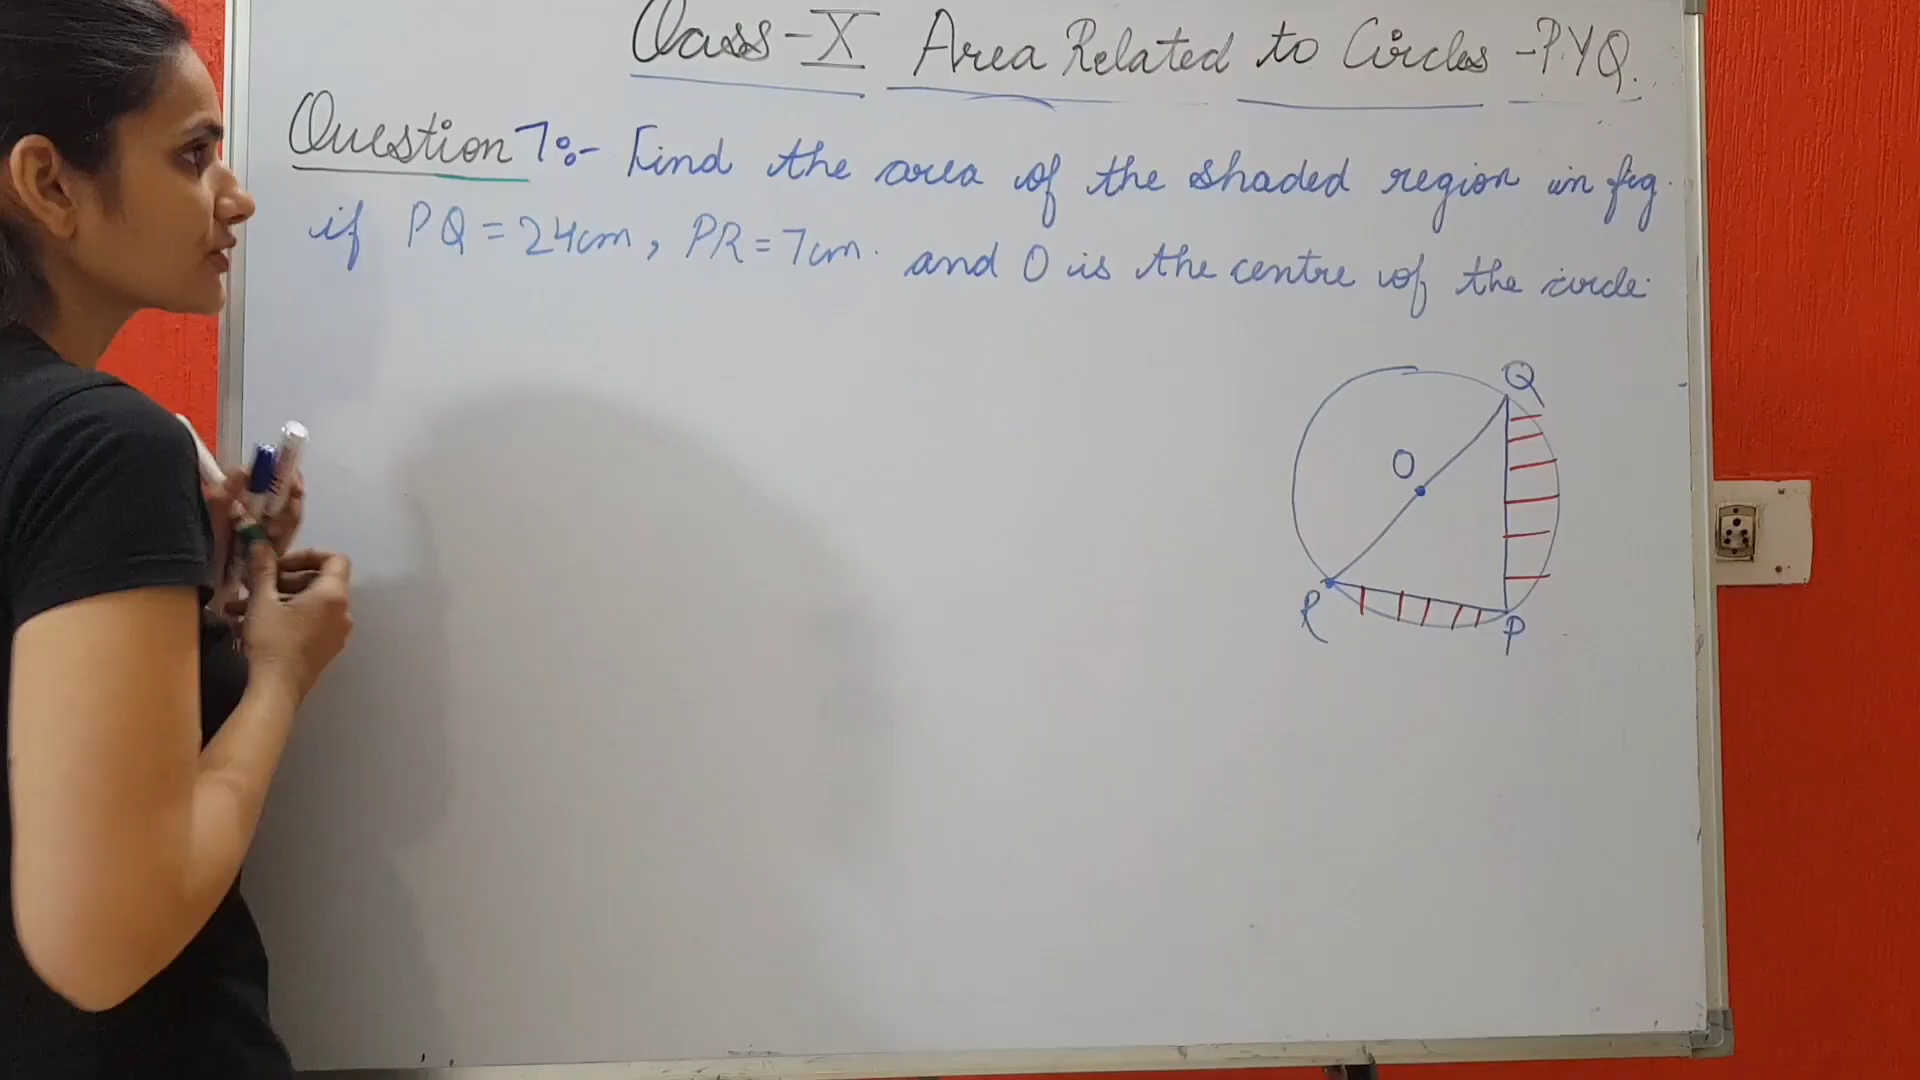 Class-X Area Related to Circles -PYQ.
Question 7:- Find the area of the shaded region in fig.
if PQ = 24cm, PR = 7cm. and O is the centre of the circle.
Q
O
R
P